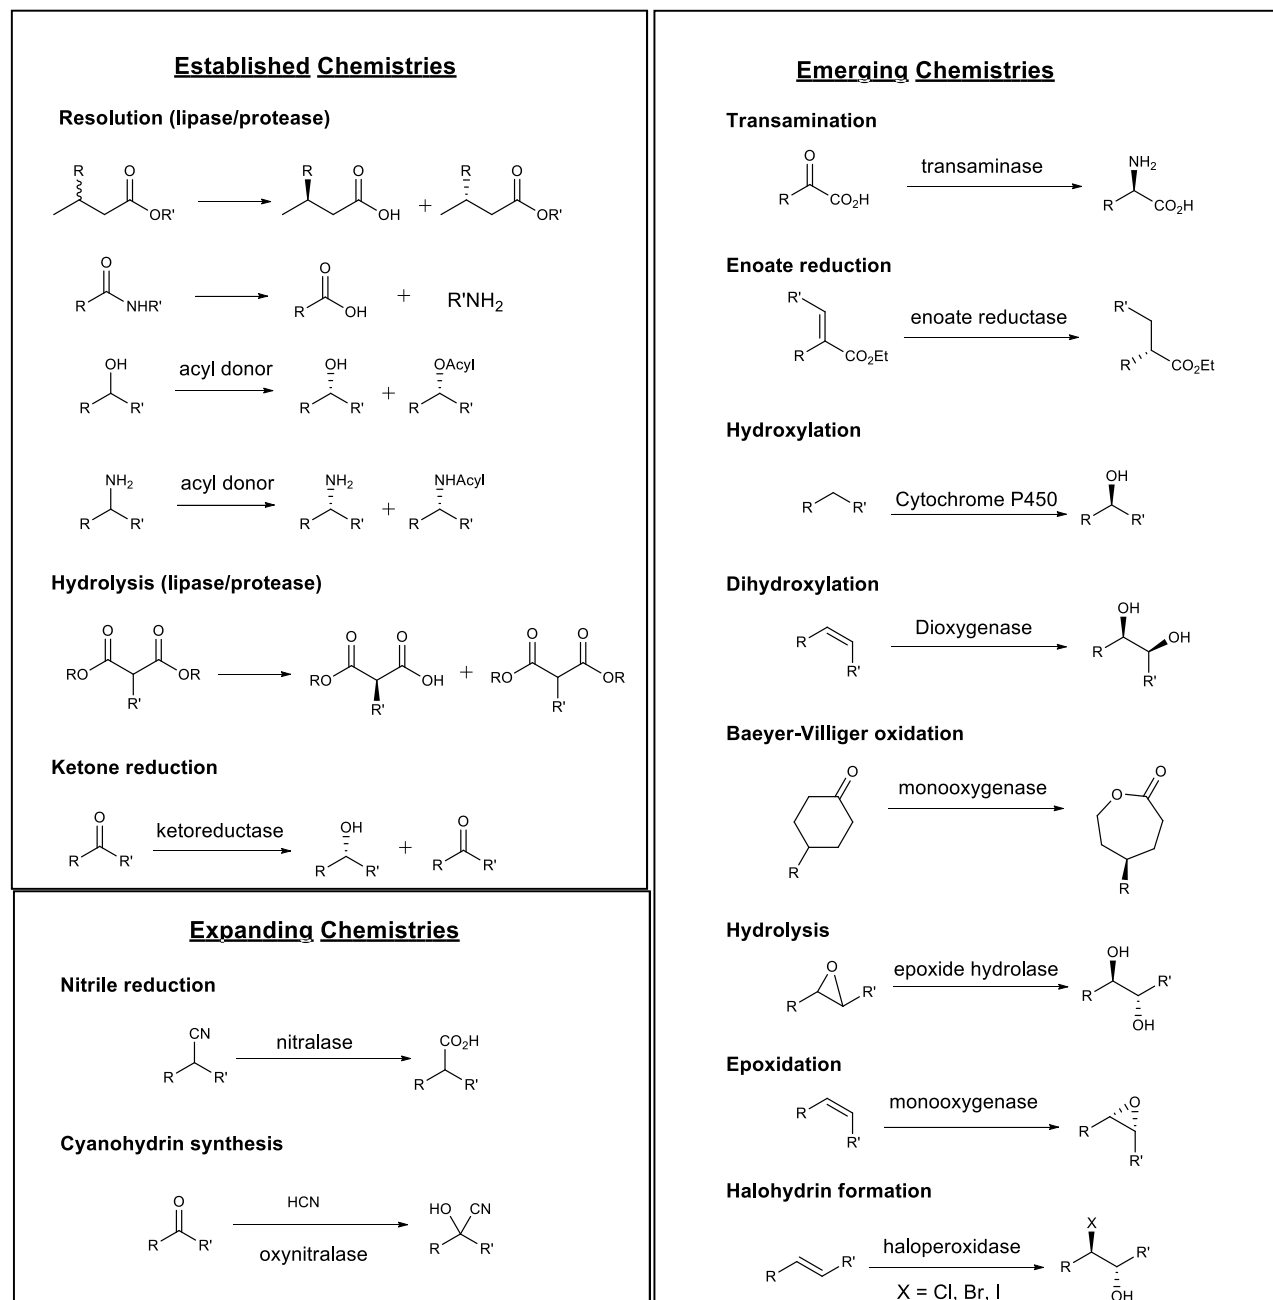 Established Chemistries
Resolution (lipase/protease)
R
O
OR'
R
O
OH
+
R
O
OR'
O
R
NHR'
O
R
OH
+
R'NH2
OH
R
R'
acyl donor
OH
R
R'
+
OAcyl
R
R'
NH2
R
R'
acyl donor
NH2
R
R'
+
NHAcyl
R
R'
Hydrolysis (lipase/protease)
O
O
RO
OR
R'
O
O
RO
OH
R'
+
O
O
RO
OR
R'
Ketone reduction
O
R
R'
ketoreductase
OH
R
R'
+
O
R
R'
Expanding Chemistries
Nitrile reduction
CN
R
R'
nitralase
CO2H
R
R'
Cyanohydrin synthesis
O
R
R'
HCN
oxynitralase
HO
CN
R
R'
Emerging Chemistries
Transamination
O
R
CO2H
transaminase
NH2
R
CO2H
Enoate reduction
R'
R
CO2Et
enoate reductase
R'
R
CO2Et
Hydroxylation
R
R'
Cytochrome P450
OH
R
R'
Dihydroxylation
R
R'
Dioxygenase
OH
OH
R
R'
Baeyer-Villiger oxidation
O
R
monooxygenase
O
O
R
Hydrolysis
O
R
R'
epoxide hydrolase
OH
R
R'
OH
Epoxidation
R
R'
monooxygenase
O
R
R'
Halohydrin formation
R
R'
haloperoxidase
X = Cl, Br, I
X
R
R'
OH